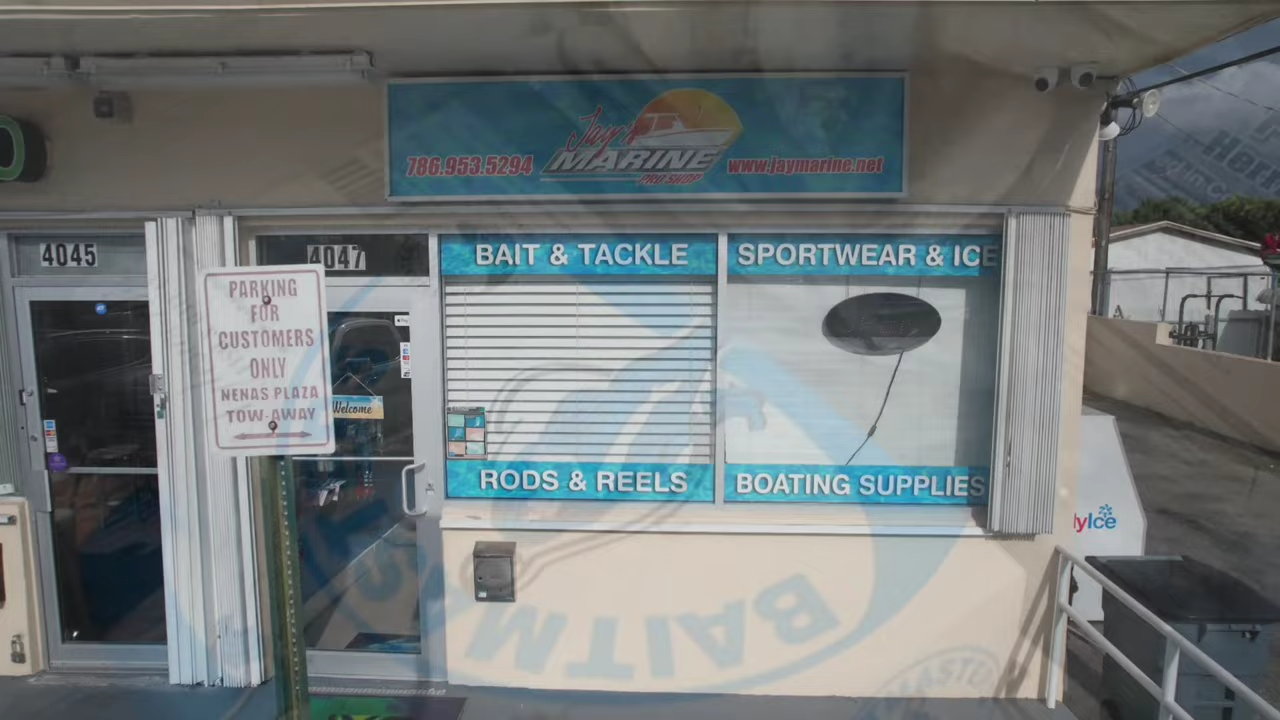 Jay's
MARINE
PRO SHOP
786.953.5294
www.jaymarine.net
4045
4047
BAIT & TACKLE
SPORTWEAR & ICE
PARKING
FOR
CUSTOMERS
ONLY
NENAS PLAZA
TOW-AWAY
Welcome
RODS & REELS
BOATING SUPPLIES
lyIce
BAITM